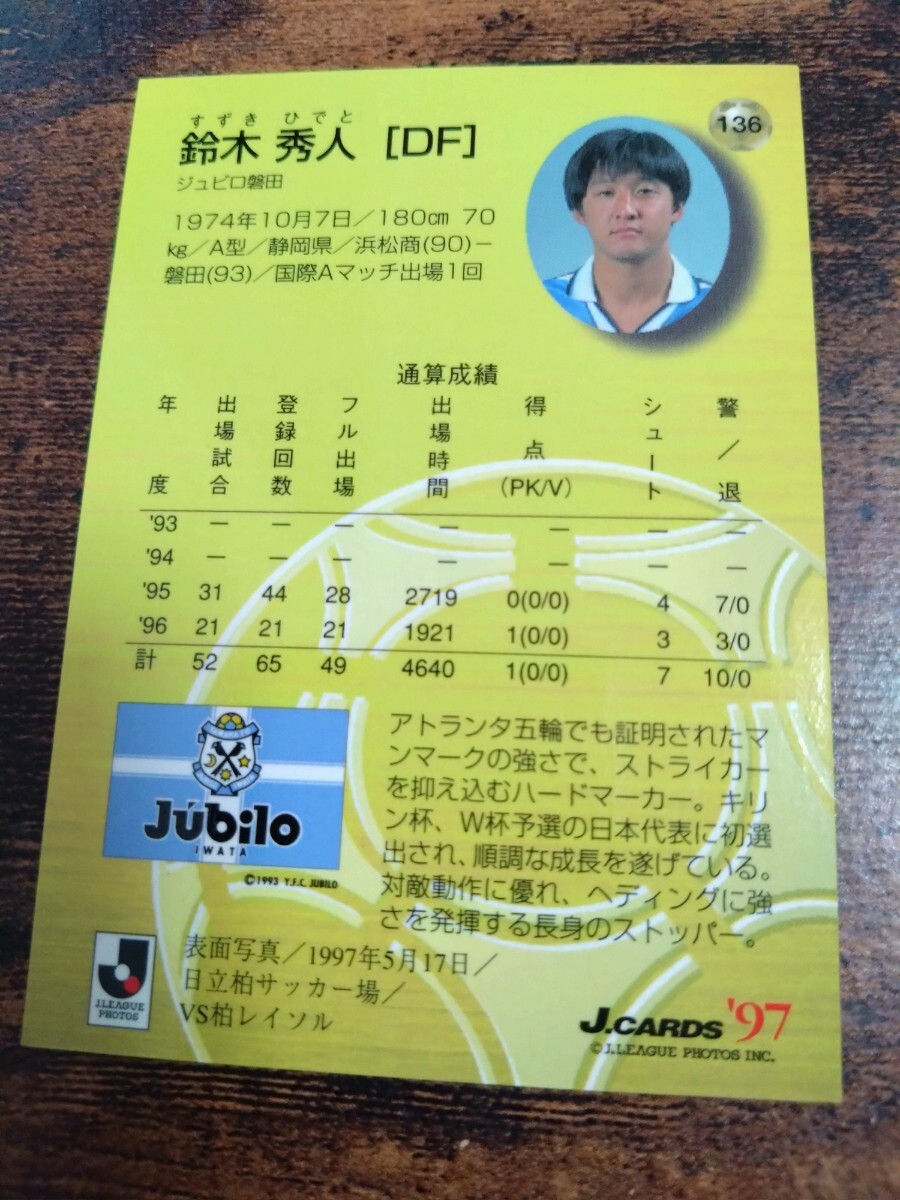 136
すずき ひでと
鈴木 秀人 [DF]
ジュビロ磐田
1974年10月7日／180㎝ 70
㎏／A型／静岡県／浜松商(90)－
磐田(93)／国際Aマッチ出場1回
通算成績
年度 出場試合 登録回数 フル出場 出場時間 得点(PK/V) シュート 警／退
'93 － － － － － － －
'94 － － － － － － －
'95 31 44 28 2719 0(0/0) 4 7/0
'96 21 21 21 1921 1(0/0) 3 3/0
計 52 65 49 4640 1(0/0) 7 10/0
Júbilo
IWATA
©1993 Y.F.C. JUBILO
アトランタ五輪でも証明されたマ
ンマークの強さで、ストライカー
を抑え込むハードマーカー。キリ
ン杯、W杯予選の日本代表に初選
出され、順調な成長を遂げている。
対敵動作に優れ、ヘディングに強
さを発揮する長身のストッパー。
J.LEAGUE
PHOTOS
表面写真／1997年5月17日／
日立柏サッカー場／
VS柏レイソル
J.CARDS '97
©J.LEAGUE PHOTOS INC.